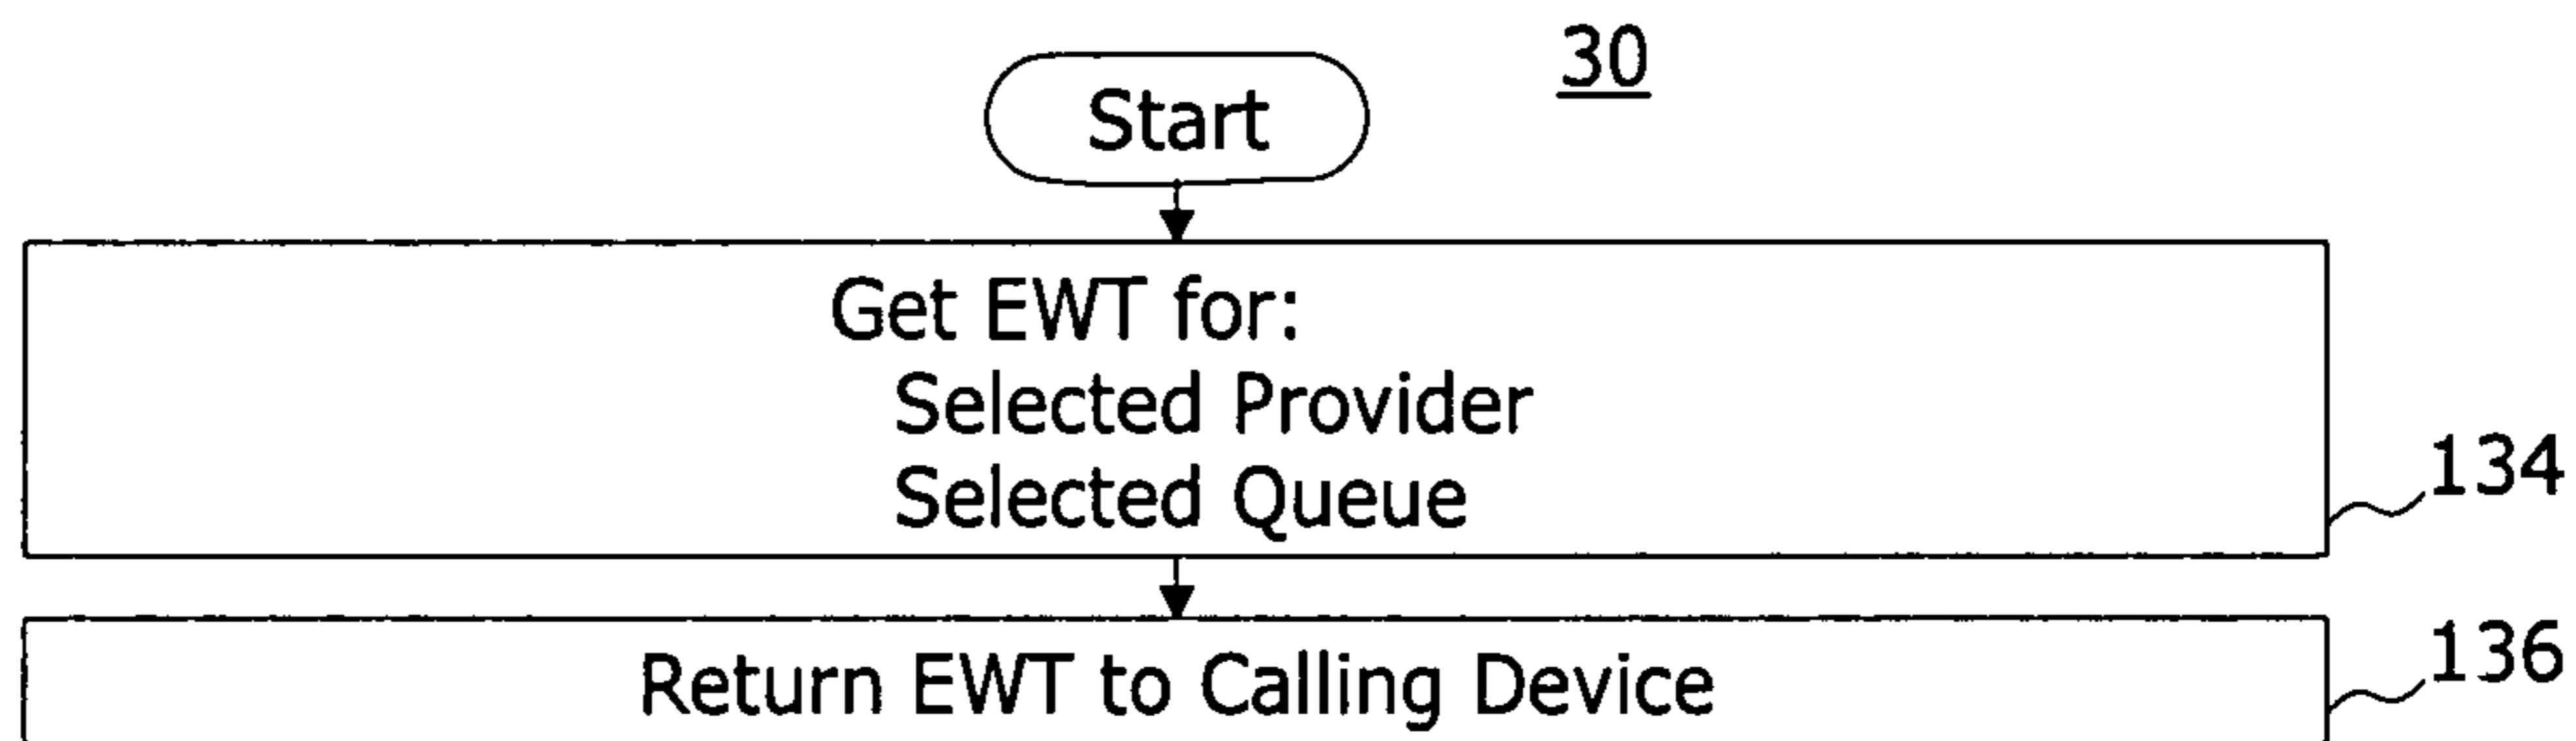 30
Start
Get EWT for:
Selected Provider
Selected Queue
134
Return EWT to Calling Device
136